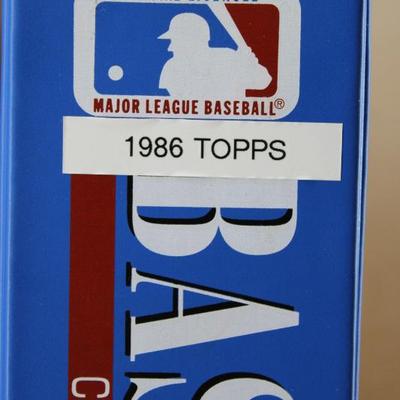 MAJOR LEAGUE BASEBALL®
1986 TOPPS
BAS
C